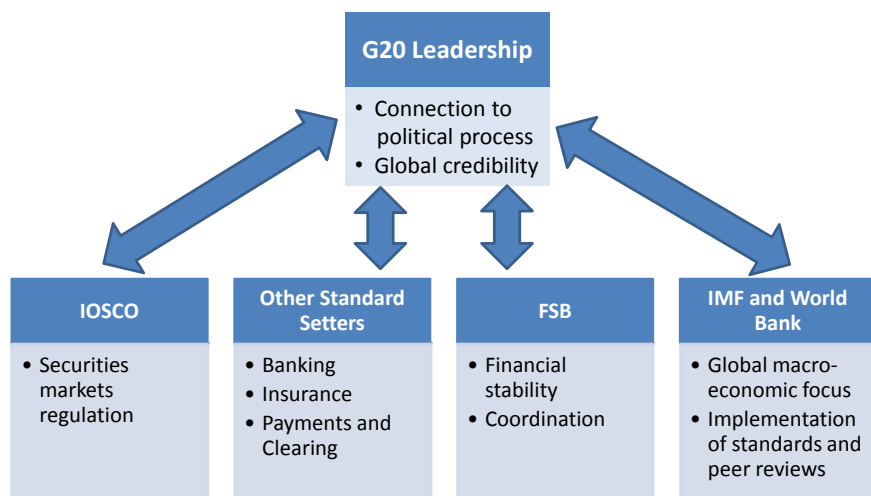 G20 Leadership
• Connection to
political process
• Global credibility
IOSCO
• Securities
markets
regulation
Other Standard
Setters
• Banking
• Insurance
• Payments and
Clearing
FSB
• Financial
stability
• Coordination
IMF and World
Bank
• Global macro-
economic focus
• Implementation
of standards and
peer reviews